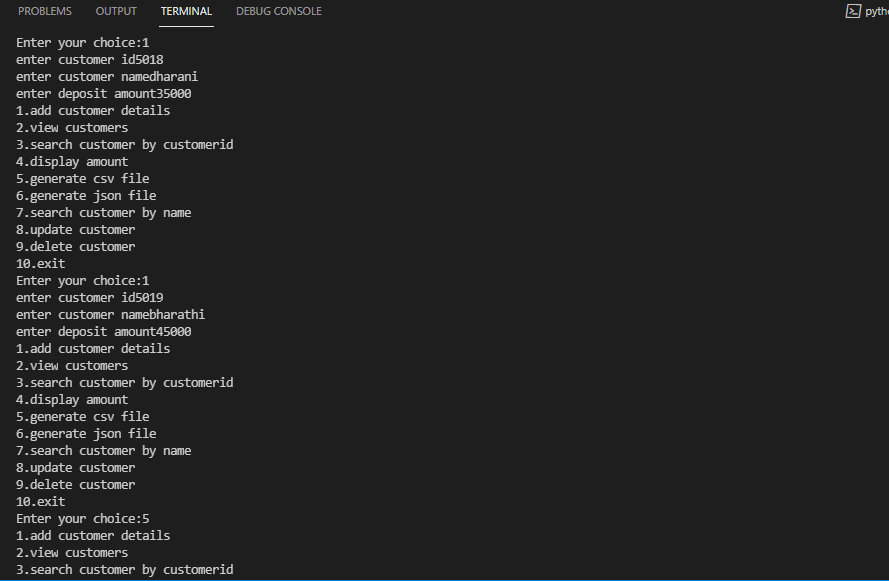 PROBLEMS OUTPUT TERMINAL DEBUG CONSOLE pyth
Enter your choice:1
enter customer id5018
enter customer namedharani
enter deposit amount35000
1.add customer details
2.view customers
3.search customer by customerid
4.display amount
5.generate csv file
6.generate json file
7.search customer by name
8.update customer
9.delete customer
10.exit
Enter your choice:1
enter customer id5019
enter customer namebharathi
enter deposit amount45000
1.add customer details
2.view customers
3.search customer by customerid
4.display amount
5.generate csv file
6.generate json file
7.search customer by name
8.update customer
9.delete customer
10.exit
Enter your choice:5
1.add customer details
2.view customers
3.search customer by customerid